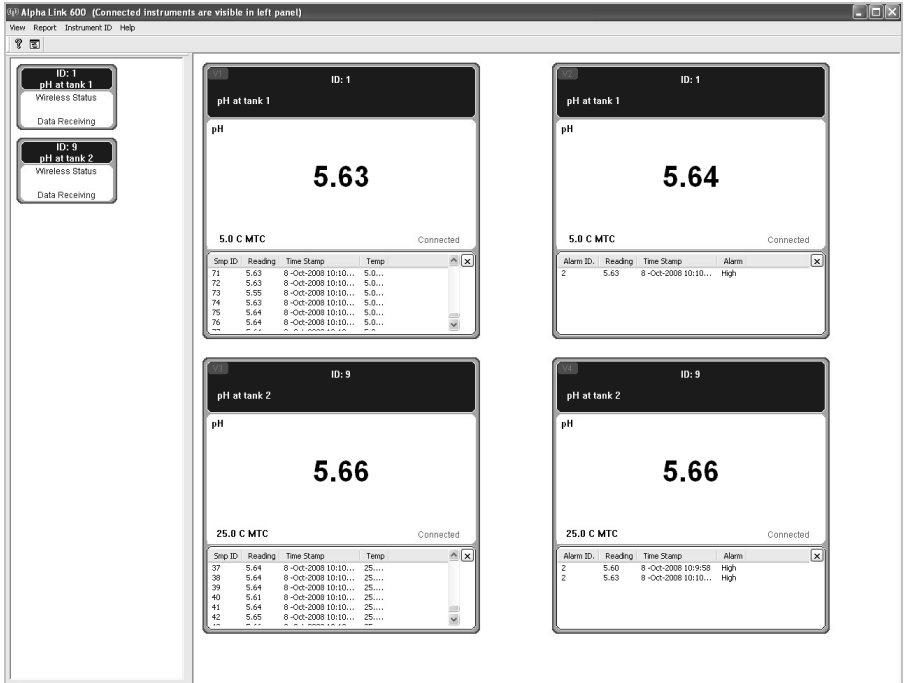 Alpha Link 600 (Connected instruments are visible in left panel)
View Report Instrument ID Help
ID: 1
pH at tank 1
Wireless Status
Data Receiving
ID: 9
pH at tank 2
Wireless Status
Data Receiving
V1
ID: 1
pH at tank 1
pH
5.63
5.0 C MTC Connected
Smp ID Reading Time Stamp Temp
71 5.63 8 -Oct-2008 10:10... 5.0...
72 5.63 8 -Oct-2008 10:10... 5.0...
73 5.55 8 -Oct-2008 10:10... 5.0...
74 5.63 8 -Oct-2008 10:10... 5.0...
75 5.64 8 -Oct-2008 10:10... 5.0...
76 5.64 8 -Oct-2008 10:10... 5.0...
V2
ID: 1
pH at tank 1
pH
5.64
5.0 C MTC Connected
Alarm ID. Reading Time Stamp Alarm
2 5.63 8 -Oct-2008 10:10... High
V3
ID: 9
pH at tank 2
pH
5.66
25.0 C MTC Connected
Smp ID Reading Time Stamp Temp
37 5.64 8 -Oct-2008 10:10... 25....
38 5.64 8 -Oct-2008 10:10... 25....
39 5.64 8 -Oct-2008 10:10... 25....
40 5.61 8 -Oct-2008 10:10... 25....
41 5.64 8 -Oct-2008 10:10... 25....
42 5.65 8 -Oct-2008 10:10... 25....
V4
ID: 9
pH at tank 2
pH
5.66
25.0 C MTC Connected
Alarm ID. Reading Time Stamp Alarm
2 5.60 8 -Oct-2008 10:9:58 High
2 5.63 8 -Oct-2008 10:10... High